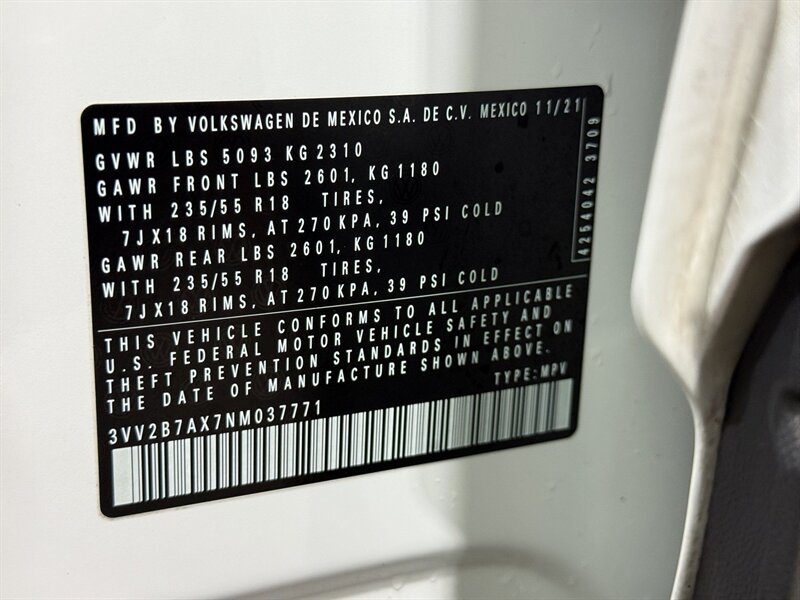 MFD BY VOLKSWAGEN DE MEXICO S.A. DE C.V. MEXICO 11/21
GVWR LBS 5093 KG 2310
GAWR FRONT LBS 2601, KG 1180
WITH 235/55 R18 TIRES,
7JX18 RIMS, AT 270 KPA, 39 PSI COLD
GAWR REAR LBS 2601, KG 1180
WITH 235/55 R18 TIRES,
7JX18 RIMS, AT 270 KPA, 39 PSI COLD
4254042 3709
THIS VEHICLE CONFORMS TO ALL APPLICABLE
U.S. FEDERAL MOTOR VEHICLE SAFETY AND
THEFT PREVENTION STANDARDS IN EFFECT ON
THE DATE OF MANUFACTURE SHOWN ABOVE.
3VV2B7AX7NM037771 TYPE:MPV